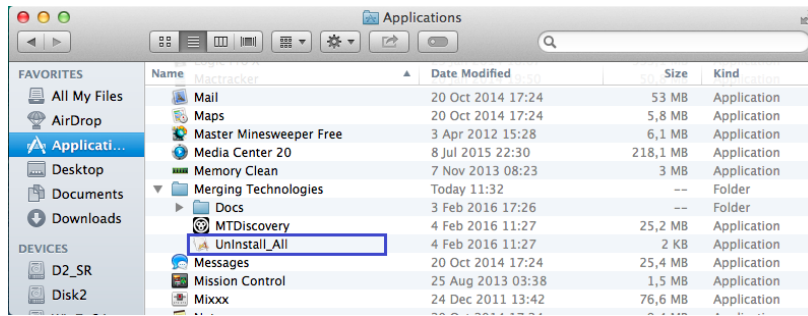 Applications
Name Date Modified Size Kind
FAVORITES
All My Files
AirDrop
Applicati...
Desktop
Documents
Downloads
DEVICES
D2_SR
Disk2
Mactracker
Mail 20 Oct 2014 17:24 53 MB Application
Maps 20 Oct 2014 17:24 5,8 MB Application
Master Minesweeper Free 3 Apr 2012 15:28 6,1 MB Application
Media Center 20 8 Jul 2015 22:30 218,1 MB Application
Memory Clean 7 Nov 2013 08:23 3 MB Application
Merging Technologies Today 11:32 -- Folder
Docs 3 Feb 2016 17:26 -- Folder
MTDiscovery 4 Feb 2016 11:27 25,2 MB Application
UnInstall_All 4 Feb 2016 11:27 2 KB Application
Messages 20 Oct 2014 17:24 25,4 MB Application
Mission Control 25 Aug 2013 03:38 1,5 MB Application
Mixxx 24 Dec 2011 13:42 76,6 MB Application